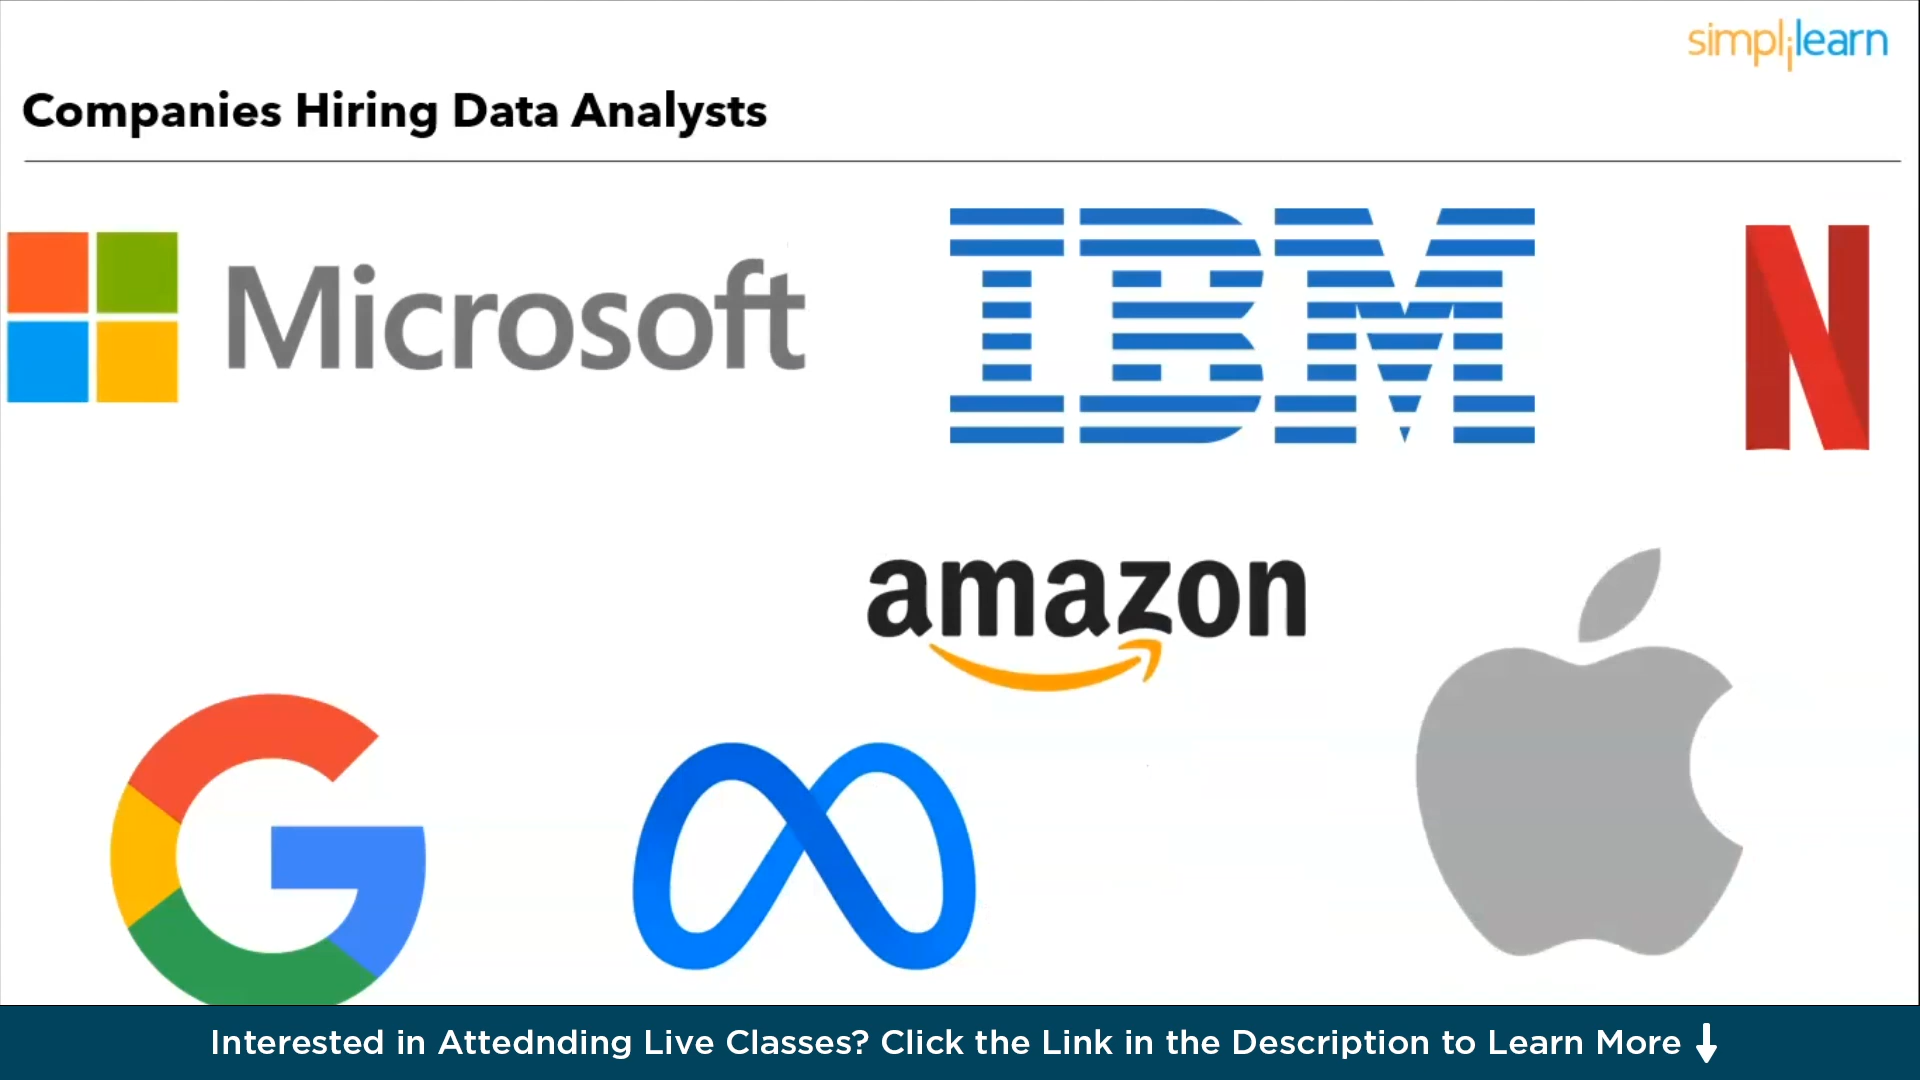 simplilearn
Companies Hiring Data Analysts
Microsoft
IBM
N
amazon
G
Interested in Attednding Live Classes? Click the Link in the Description to Learn More